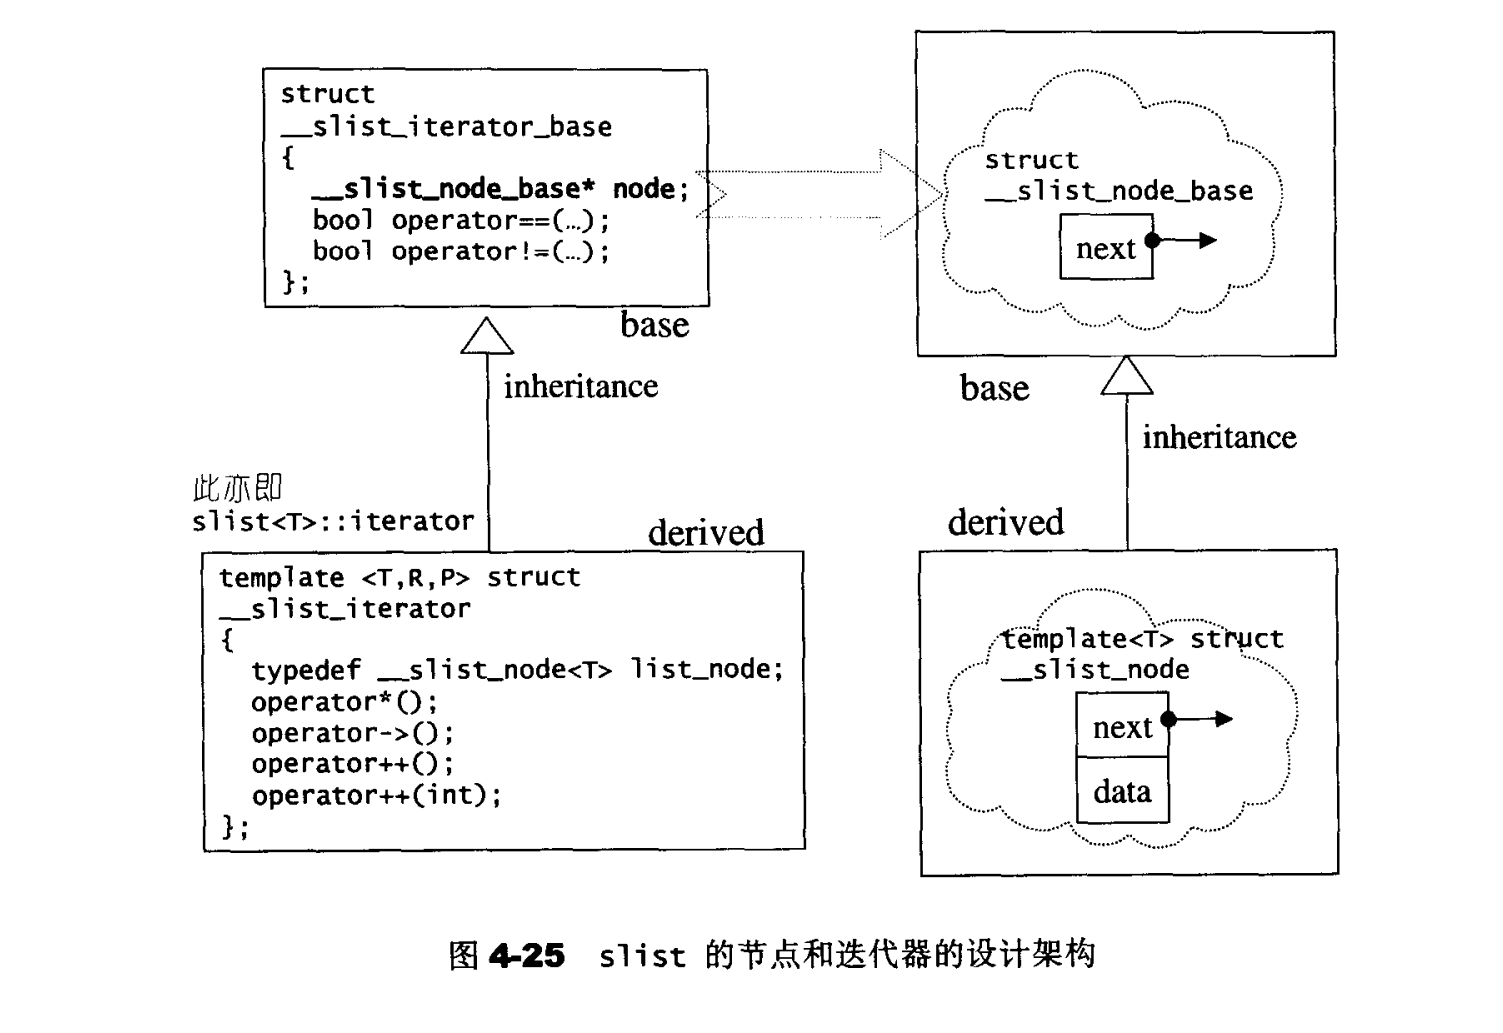 struct
__slist_iterator_base
{
__slist_node_base* node;
bool operator==(…);
bool operator!=(…);
};
base
inheritance
struct
__slist_node_base
next
base
inheritance
此亦即
slist<T>::iterator
derived
template <T,R,P> struct
__slist_iterator
{
typedef __slist_node<T> list_node;
operator*();
operator->();
operator++();
operator++(int);
};
derived
template<T> struct
__slist_node
next
data
图 4-25 slist 的节点和迭代器的设计架构